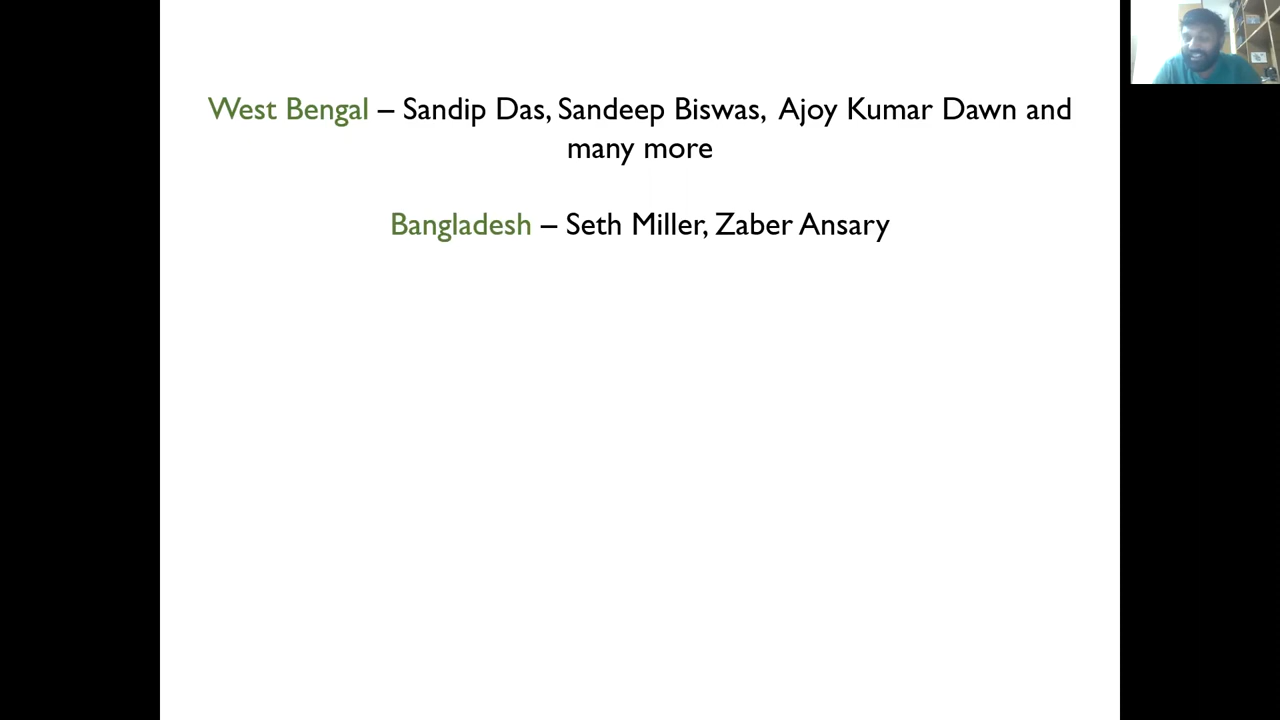 West Bengal – Sandip Das, Sandeep Biswas, Ajoy Kumar Dawn and
many more
Bangladesh – Seth Miller, Zaber Ansary